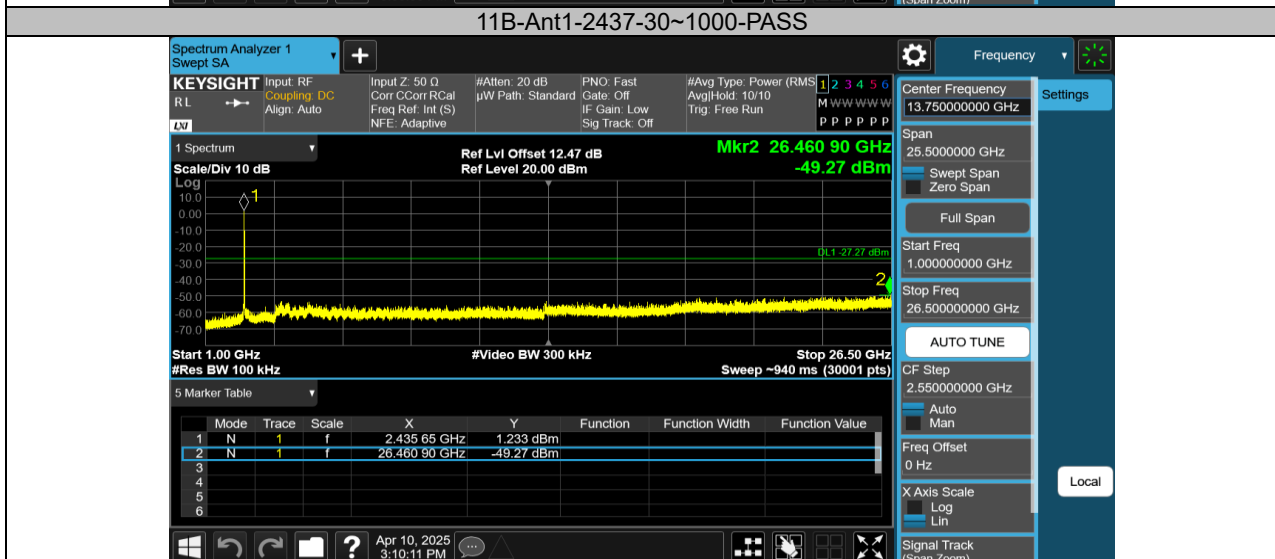 (Span Zoom)
11B-Ant1-2437-30~1000-PASS
Spectrum Analyzer 1
Swept SA
+
Frequency
KEYSIGHT
Input: RF
Input Z: 50 Ω
#Atten: 20 dB
PNO: Fast
#Avg Type: Power (RMS
1 2 3 4 5 6
R L
Coupling: DC
Corr CCorr RCal
µW Path: Standard
Gate: Off
Avg|Hold: 10/10
M W W W W W
Align: Auto
Freq Ref: Int (S)
IF Gain: Low
Trig: Free Run
LXI
NFE: Adaptive
Sig Track: Off
P P P P P P
Center Frequency
13.750000000 GHz
Settings
1 Spectrum
Ref Lvl Offset 12.47 dB
Mkr2 26.460 90 GHz
Scale/Div 10 dB
Ref Level 20.00 dBm
-49.27 dBm
Log
10.0
0.00
-10.0
-20.0
-30.0
-40.0
-50.0
-60.0
-70.0
1
DL1 -27.27 dBm
2
Start 1.00 GHz
#Video BW 300 kHz
Stop 26.50 GHz
#Res BW 100 kHz
Sweep ~940 ms (30001 pts)
Span
25.5000000 GHz
Swept Span
Zero Span
Full Span
Start Freq
1.000000000 GHz
Stop Freq
26.500000000 GHz
AUTO TUNE
CF Step
2.550000000 GHz
Auto
Man
Freq Offset
0 Hz
X Axis Scale
Log
Lin
Signal Track
(Span Zoom)
Local
5 Marker Table
Mode Trace Scale X Y Function Function Width Function Value
1 N 1 f 2.435 65 GHz 1.233 dBm
2 N 1 f 26.460 90 GHz -49.27 dBm
3
4
5
6
?
Apr 10, 2025
3:10:11 PM